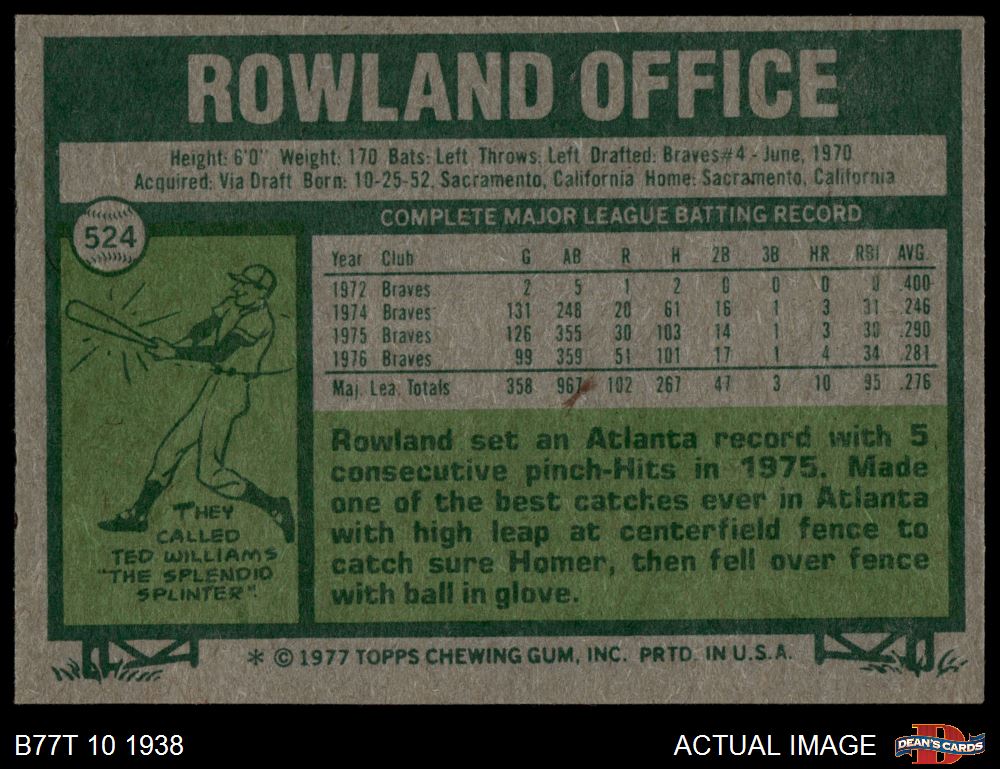 ROWLAND OFFICE
Height: 6'0" Weight: 170 Bats: Left Throws: Left Drafted: Braves#4 - June, 1970
Acquired: Via Draft Born: 10-25-52, Sacramento, California Home: Sacramento, California
524
COMPLETE MAJOR LEAGUE BATTING RECORD
Year Club G AB R H 2B 3B HR RBI AVG.
1972 Braves 2 5 1 2 0 0 0 0 .400
1974 Braves 131 248 20 61 16 1 3 31 .246
1975 Braves 126 355 30 103 14 1 3 30 .290
1976 Braves 99 359 51 101 17 1 4 34 .281
Maj. Lea. Totals 358 967 102 267 47 3 10 95 .276
THEY
CALLED
TED WILLIAMS
"THE SPLENDID
SPLINTER".
Rowland set an Atlanta record with 5
consecutive pinch-Hits in 1975. Made
one of the best catches ever in Atlanta
with high leap at centerfield fence to
catch sure Homer, then fell over fence
with ball in glove.
* © 1977 TOPPS CHEWING GUM, INC. PRTD. IN U.S.A.
B77T 10 1938
ACTUAL IMAGE
DEAN'S CARDS